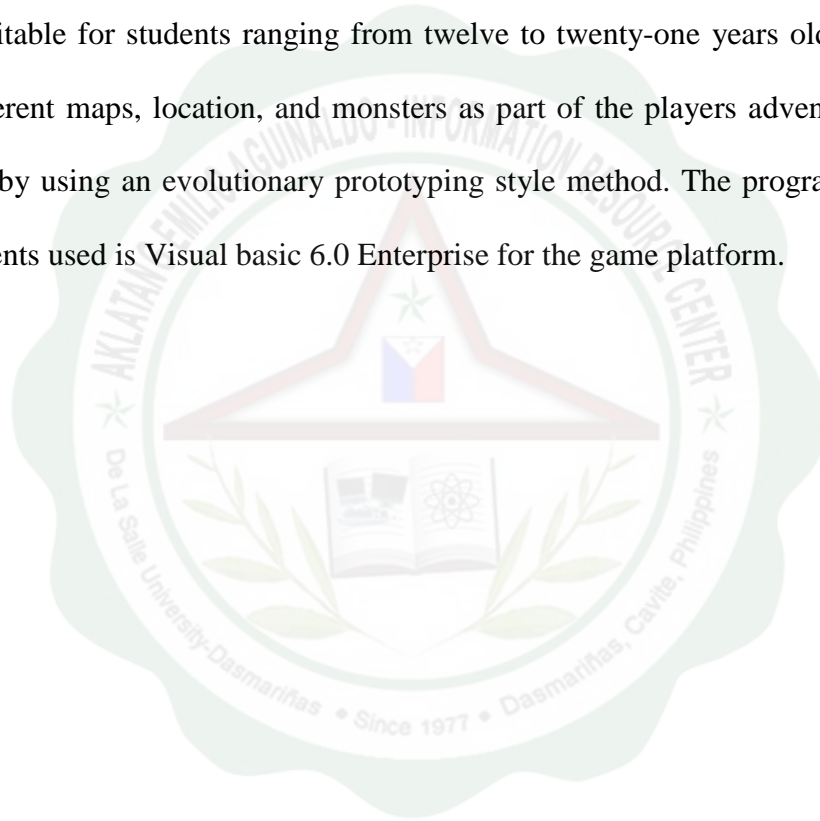 itable for students ranging from twelve to twenty-one years old
erent maps, location, and monsters as part of the players adven
by using an evolutionary prototyping style method. The progra
ents used is Visual basic 6.0 Enterprise for the game platform.
AKLATANG EMILIO AGUINALDO - INFORMATION RESOURCE CENTER
De La Salle University-Dasmariñas • Since 1977 • Dasmariñas, Cavite, Philippines